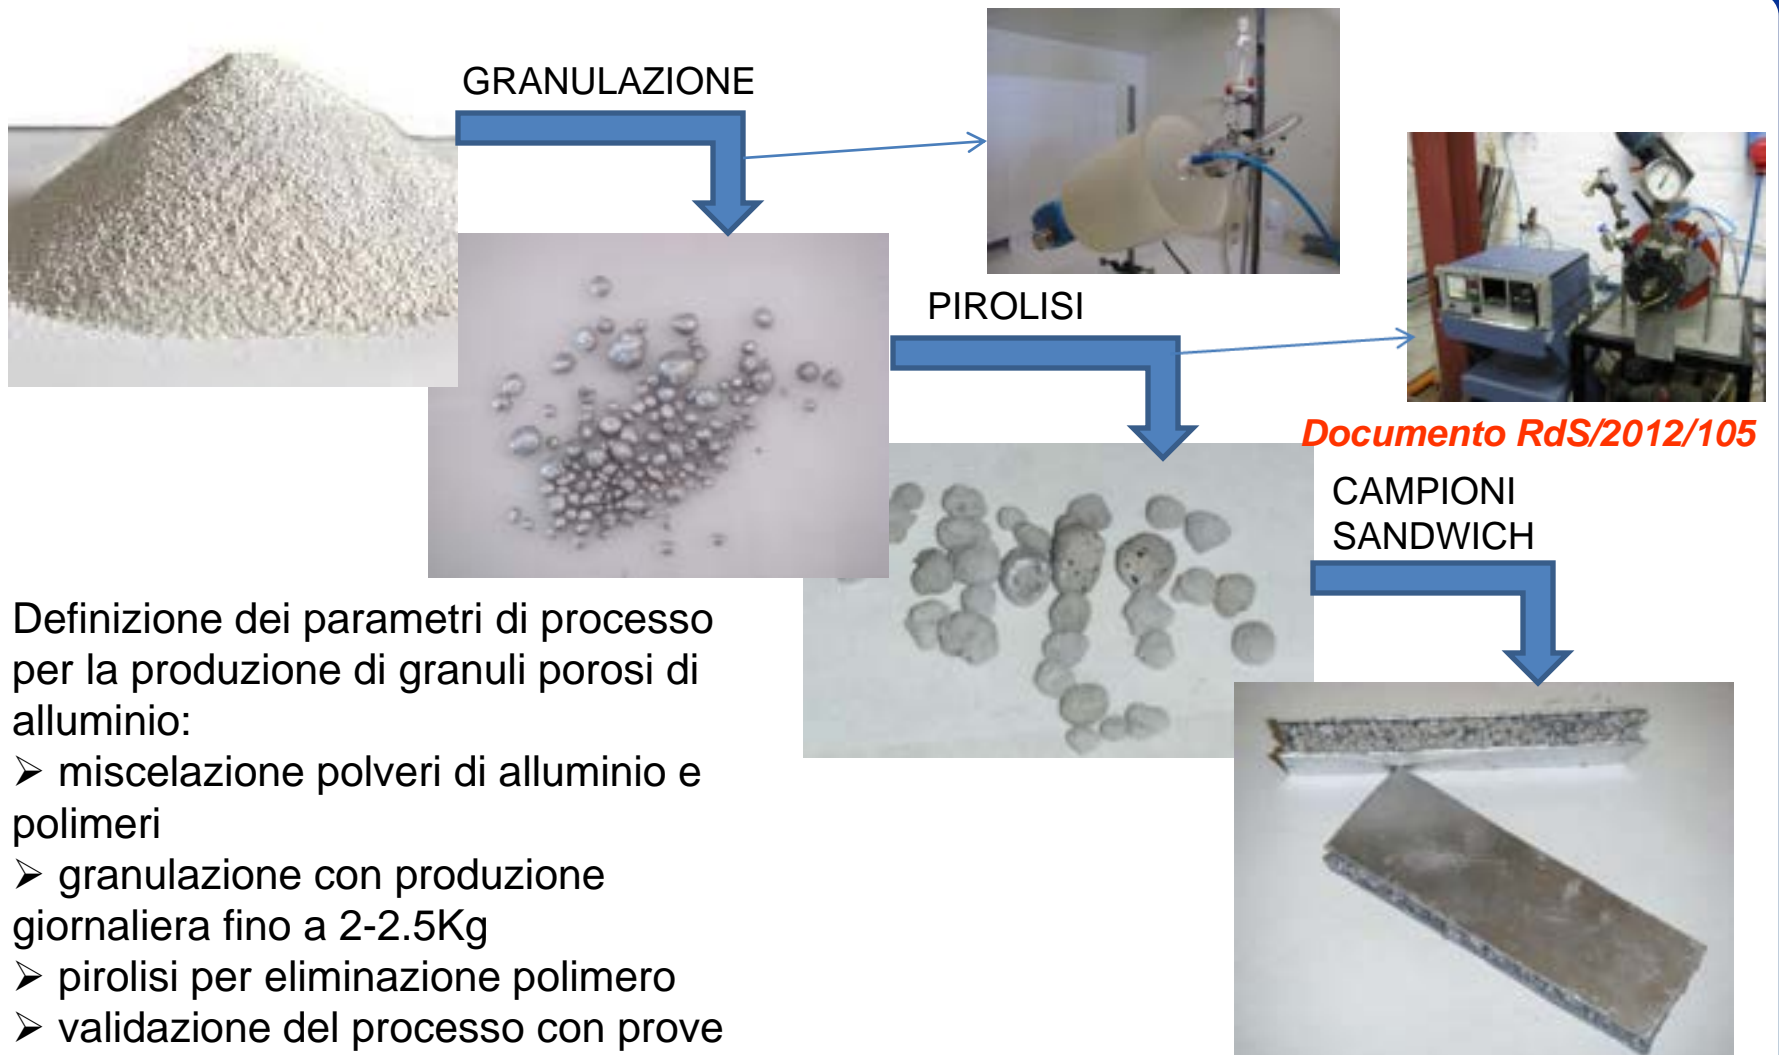 GRANULAZIONE
PIROLISI
Documento RdS/2012/105
CAMPIONI
SANDWICH
Definizione dei parametri di processo
per la produzione di granuli porosi di
alluminio:
➢ miscelazione polveri di alluminio e
polimeri
➢ granulazione con produzione
giornaliera fino a 2-2.5Kg
➢ pirolisi per eliminazione polimero
➢ validazione del processo con prove